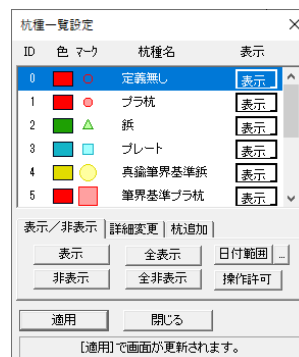 杭種一覧設定
ID 色 マーク 杭種名 表示
0 定義無し 表示
1 プラ杭 表示
2 鋲 表示
3 プレート 表示
4 真鍮筆界基準鋲 表示
5 筆界基準プラ杭 表示
表示/非表示 詳細変更 杭追加
表示 全表示 日付範囲 ..
非表示 全非表示 操作許可
適用 閉じる
[適用]で画面が更新されます。